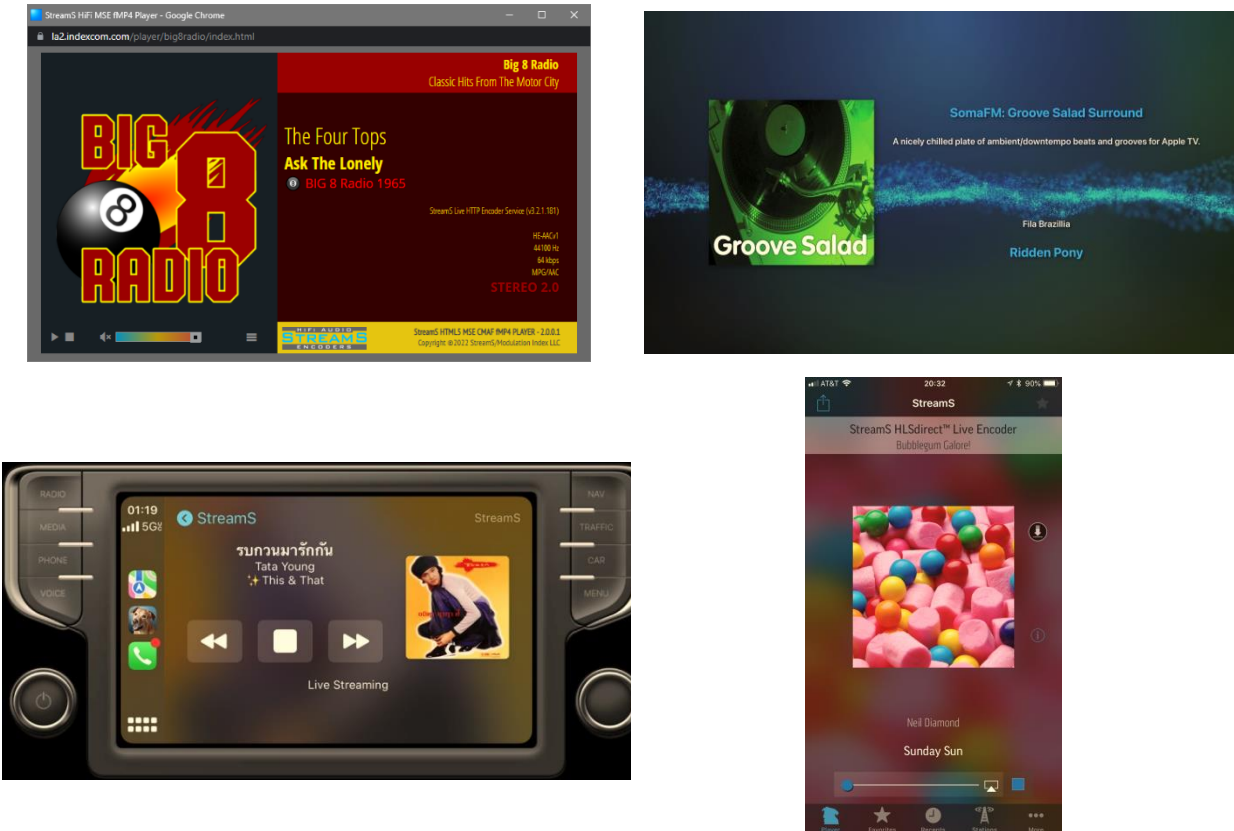 StreamS HiFi MSE fMP4 Player - Google Chrome
la2.indexcom.com/player/big8radio/index.html
BIG
8
8
RADIO
Big 8 Radio
Classic Hits From The Motor City
The Four Tops
Ask The Lonely
BIG 8 Radio 1965
StreamS Live HTTP Encoder Service (v3.2.1.181)
HE-AACv1
44100 Hz
64 kbps
MPG/AAC
STEREO 2.0
HiFi AUDIO
STREAMS
ENCODERS
StreamS HTML5 MSE CMAF fMP4 PLAYER - 2.0.0.1
Copyright ©2022 StreamS/Modulation Index LLC
Groove Salad
SomaFM: Groove Salad Surround
A nicely chilled plate of ambient/downtempo beats and grooves for Apple TV.
Fila Brazillia
Ridden Pony
RADIO
MEDIA
PHONE
VOICE
01:19
StreamS
StreamS
รบกวนมารักกัน
Tata Young
✨ This & That
Live Streaming
NAV
TRAFFIC
CAR
MENU
AT&T 20:32 90%
StreamS
StreamS HLSdirect™ Live Encoder
Bubblegum Galore!
Neil Diamond
Sunday Sun
Player Favorites Recents Stations More